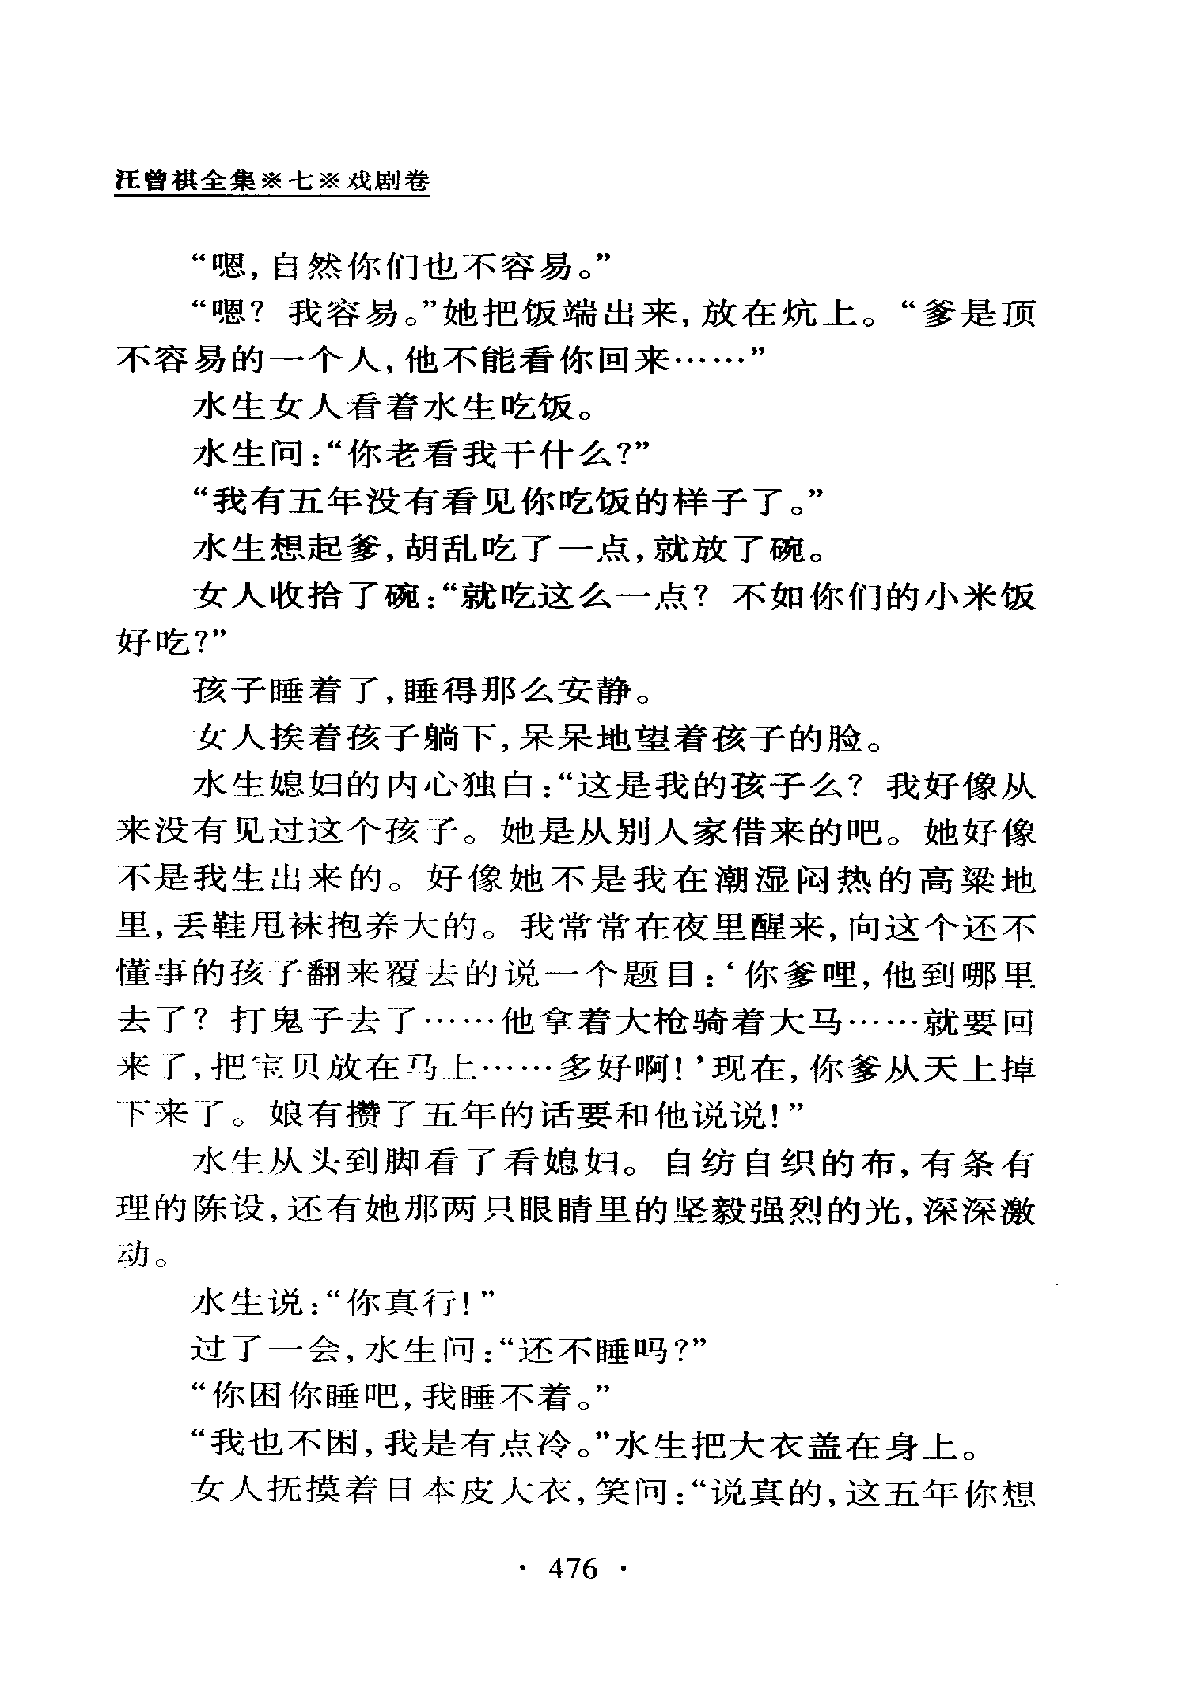 汪曾祺全集※七※戏剧卷
“嗯,自然你们也不容易。”
“嗯? 我容易。”她把饭端出来,放在炕上。“爹是顶
不容易的一个人,他不能看你回来……”
水生女人看着水生吃饭。
水生问:“你老看我干什么?”
“我有五年没有看见你吃饭的样子了。”
水生想起爹,胡乱吃了一点,就放了碗。
女人收拾了碗:“就吃这么一点? 不如你们的小米饭
好吃?”
孩子睡着了,睡得那么安静。
女人挨着孩子躺下,呆呆地望着孩子的脸。
水生媳妇的内心独白:“这是我的孩子么? 我好像从
来没有见过这个孩子。她是从别人家借来的吧。她好像
不是我生出来的。好像她不是我在潮湿闷热的高粱地
里,丢鞋甩袜抱养大的。我常常在夜里醒来,向这个还不
懂事的孩子翻来覆去的说一个题目:‘你爹哩,他到哪里
去了? 打鬼子去了……他拿着大枪骑着大马……就要回
来了,把宝贝放在马上……多好啊!’现在,你爹从天上掉
下来了。娘有攒了五年的话要和他说说!”
水生从头到脚看了看媳妇。自纺自织的布,有条有
理的陈设,还有她那两只眼睛里的坚毅强烈的光,深深激
动。
水生说:“你真行!”
过了一会,水生问:“还不睡吗?”
“你困你睡吧,我睡不着。”
“我也不困,我是有点冷。”水生把大衣盖在身上。
女人抚摸着日本皮大衣,笑问:“说真的,这五年你想
· 476 ·